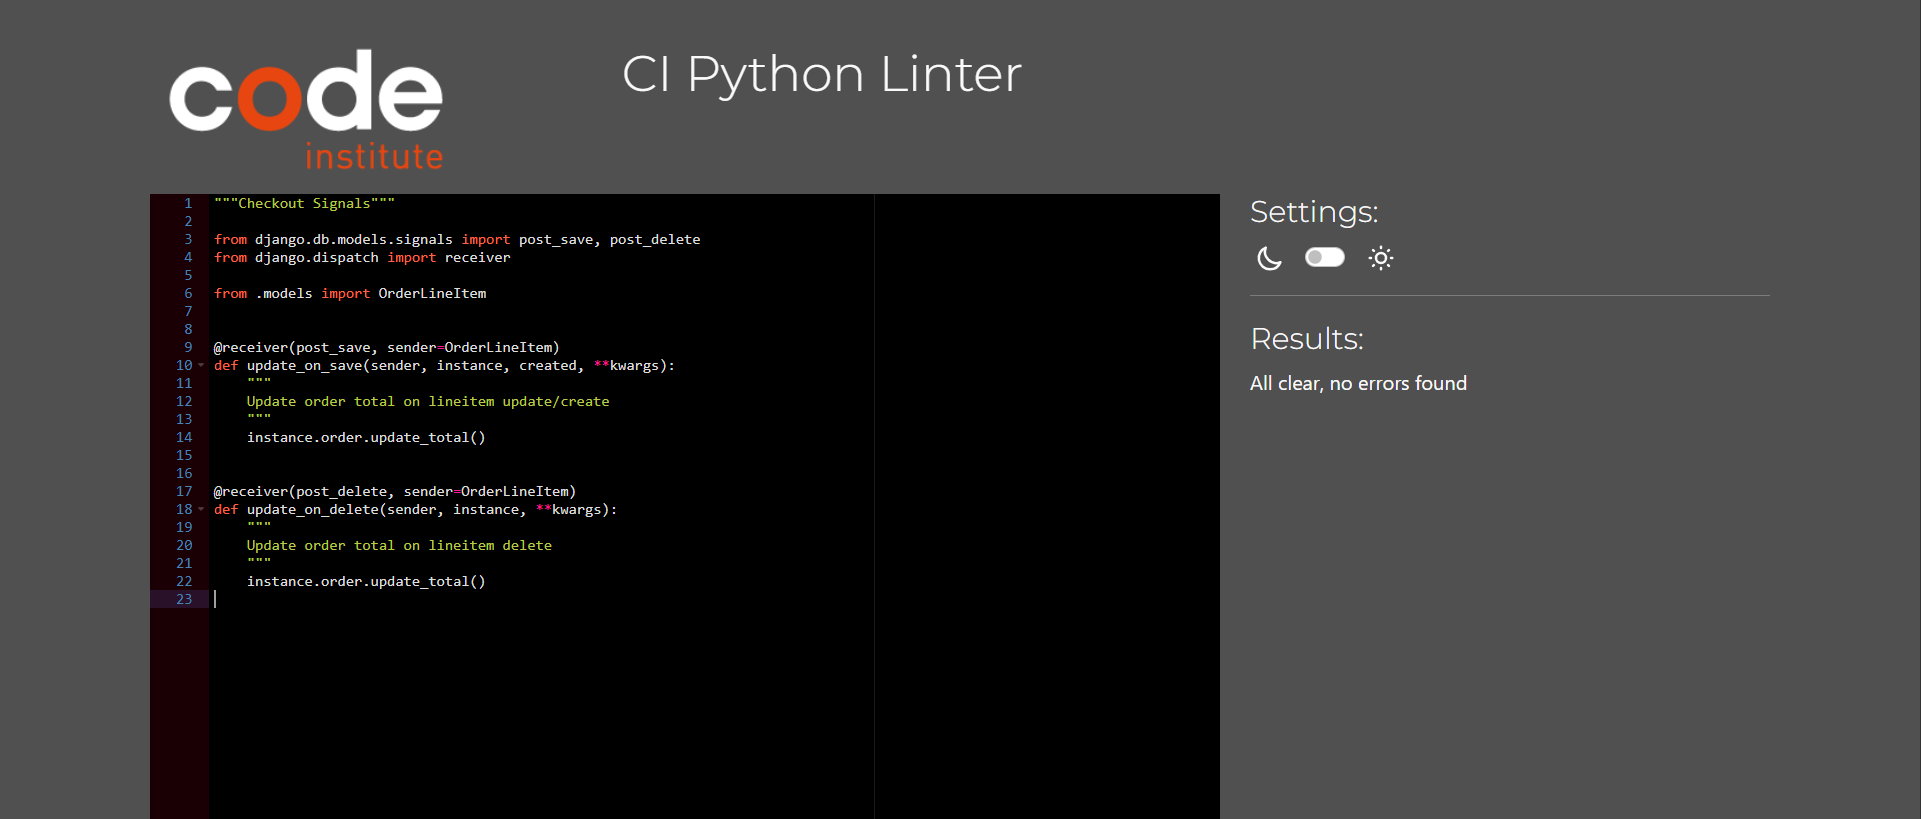 code
institute
CI Python Linter
1 """Checkout Signals"""
2
3 from django.db.models.signals import post_save, post_delete
4 from django.dispatch import receiver
5
6 from .models import OrderLineItem
7
8
9 @receiver(post_save, sender=OrderLineItem)
10 def update_on_save(sender, instance, created, **kwargs):
11     """
12     Update order total on lineitem update/create
13     """
14     instance.order.update_total()
15
16
17 @receiver(post_delete, sender=OrderLineItem)
18 def update_on_delete(sender, instance, **kwargs):
19     """
20     Update order total on lineitem delete
21     """
22     instance.order.update_total()
23
Settings:
Results:
All clear, no errors found